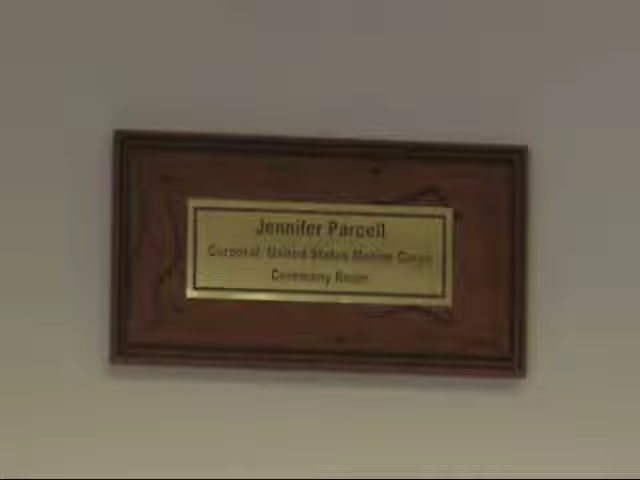 Jennifer Parcell
Corporal, United States Marine Corps
Ceremony Room